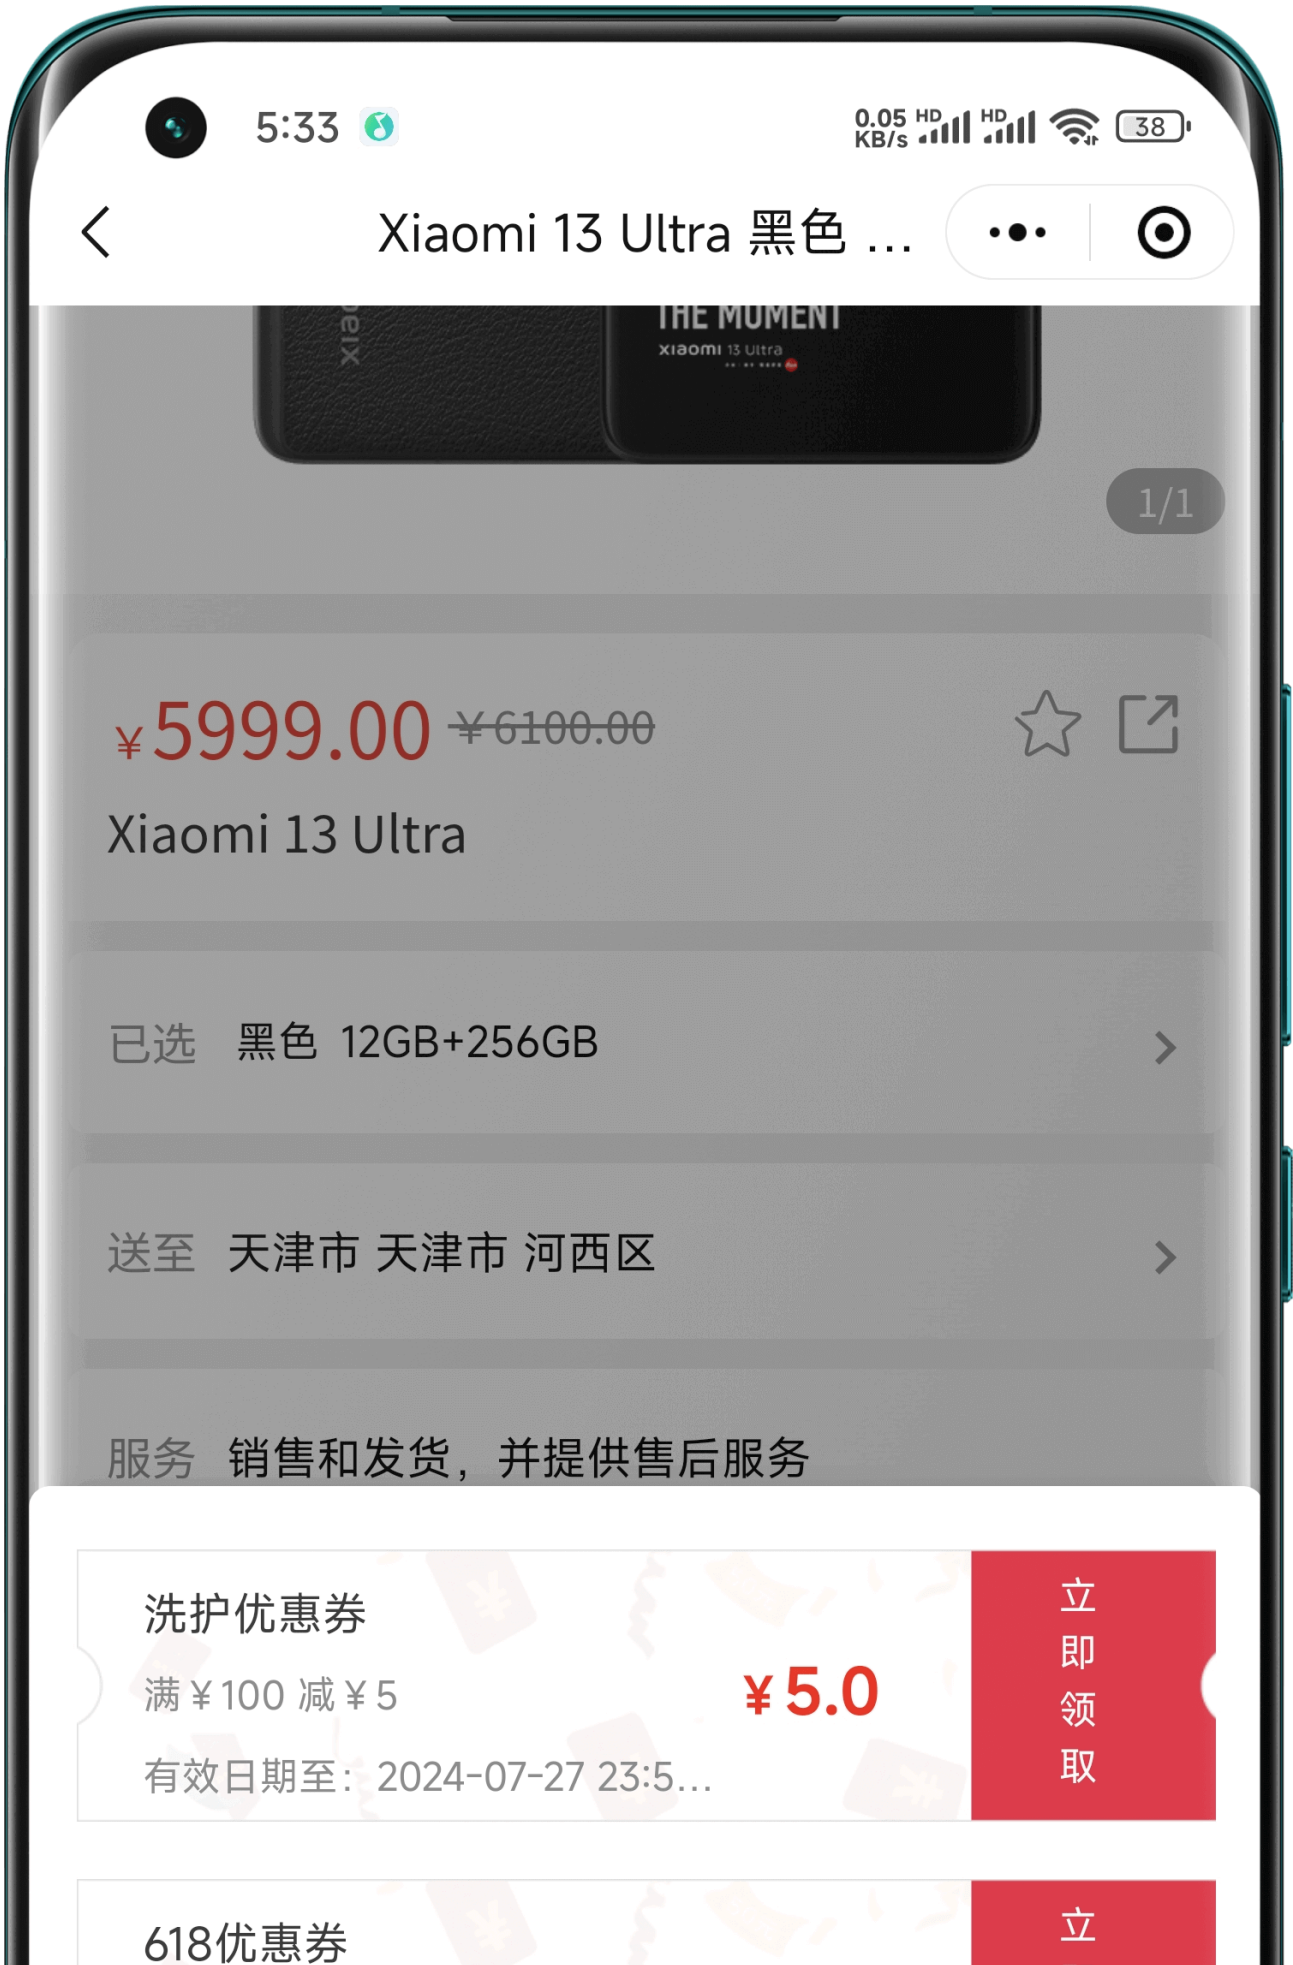 5:33
0.05 KB/s HD HD 38
Xiaomi 13 Ultra 黑色 ...
xiao
THE MOMENT
xiaomi 13 Ultra
1/1
¥5999.00 ¥6100.00
Xiaomi 13 Ultra
已选 黑色 12GB+256GB
送至 天津市 天津市 河西区
服务 销售和发货，并提供售后服务
洗护优惠券
满¥100 减¥5
¥5.0
有效日期至：2024-07-27 23:5...
立即领取
618优惠券
立